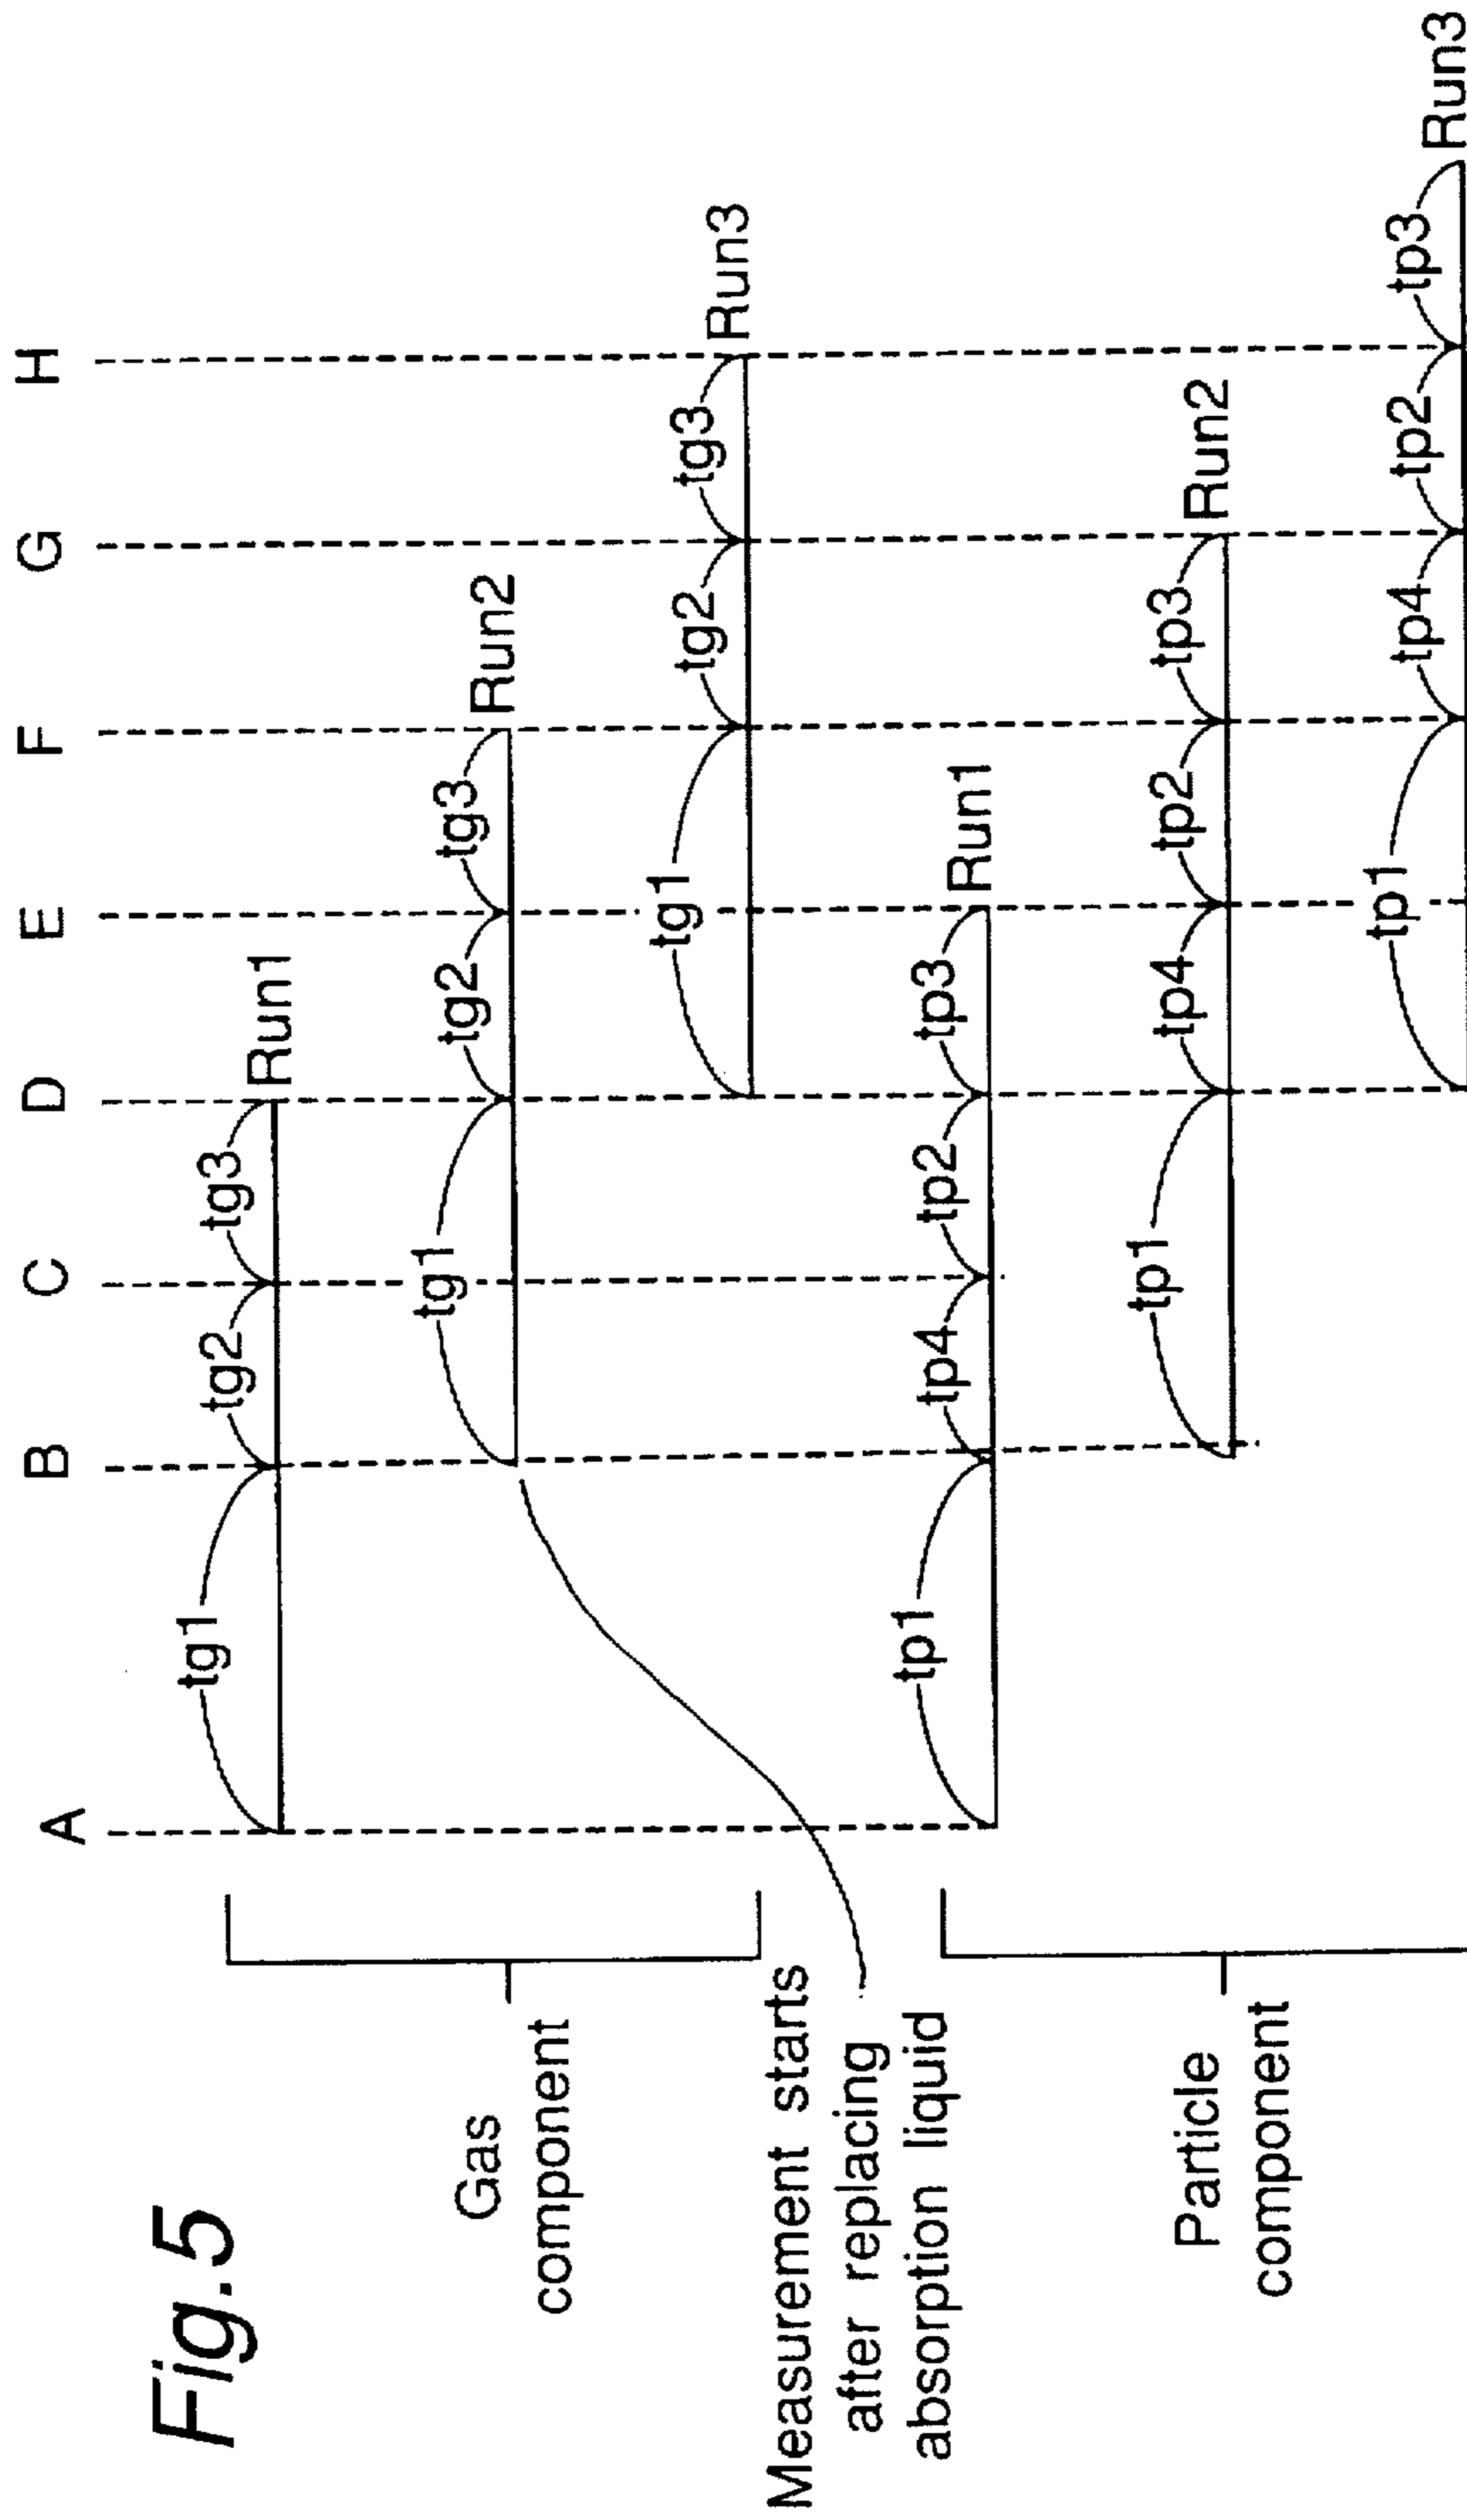 Fig.5
A B C D E F G H
Gas
component
tg1 tg2 tg3 Run1
tg1 tg2 tg3 Run2
tg1 tg2 tg3 Run3
Measurement starts
after replacing
absorption liquid
Particle
component
tp1 tp4 tp2 tp3 Run1
tp1 tp4 tp2 tp3 Run2
tp1 tp4 tp2 tp3 Run3